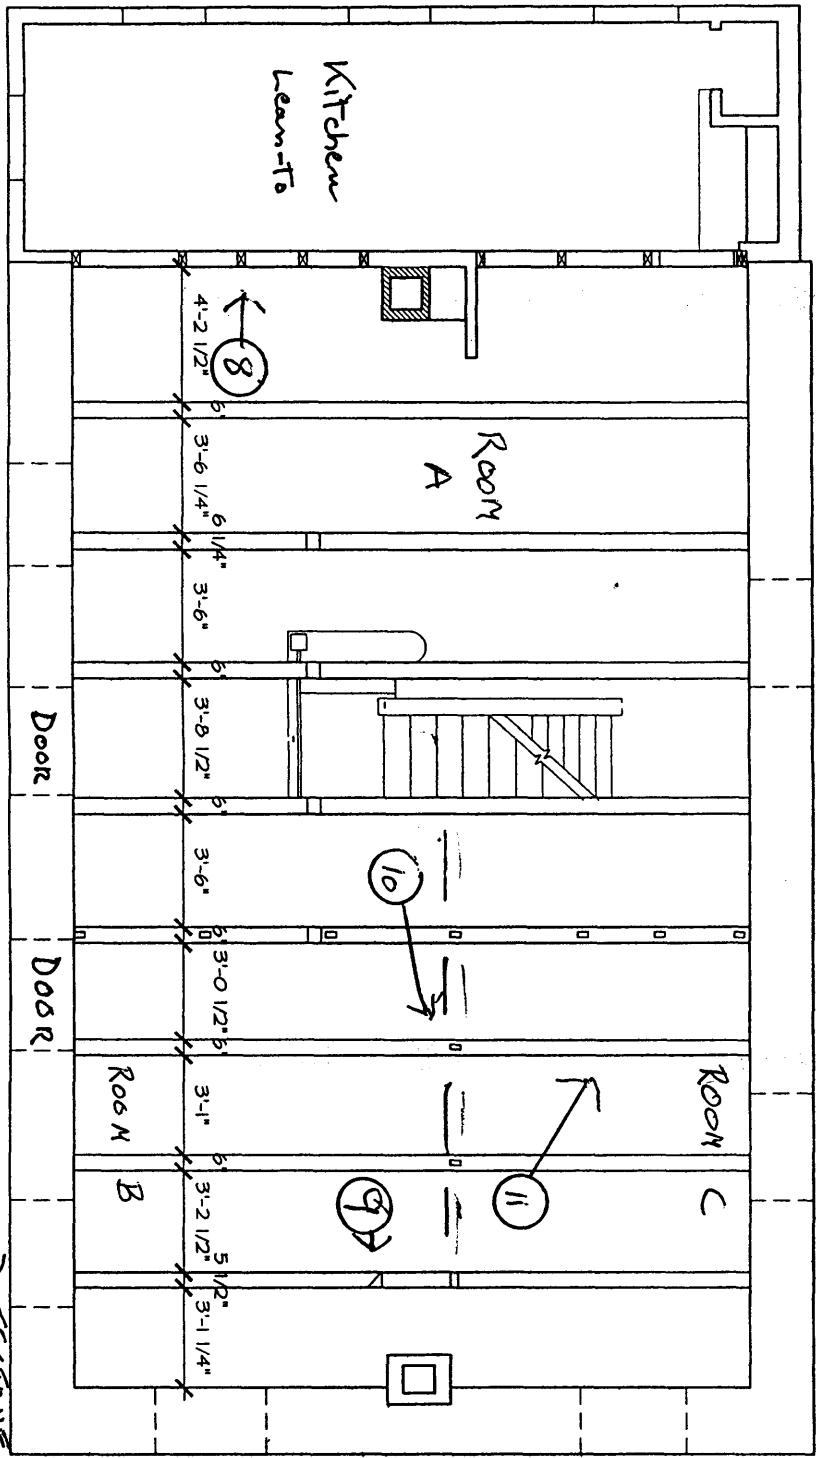 Kitchen
Lean-To
4'-2 1/2"
8
6"
ROOM
A
3'-6 1/4"
6 1/4"
3'-6"
6"
DOOR
3'-8 1/2"
6"
3'-6"
10
6"
DOOR
3'-0 1/2"
6"
ROOM C
ROOM B
3'-1"
6"
11
9
3'-2 1/2"
5 1/2"
3'-1 1/4"